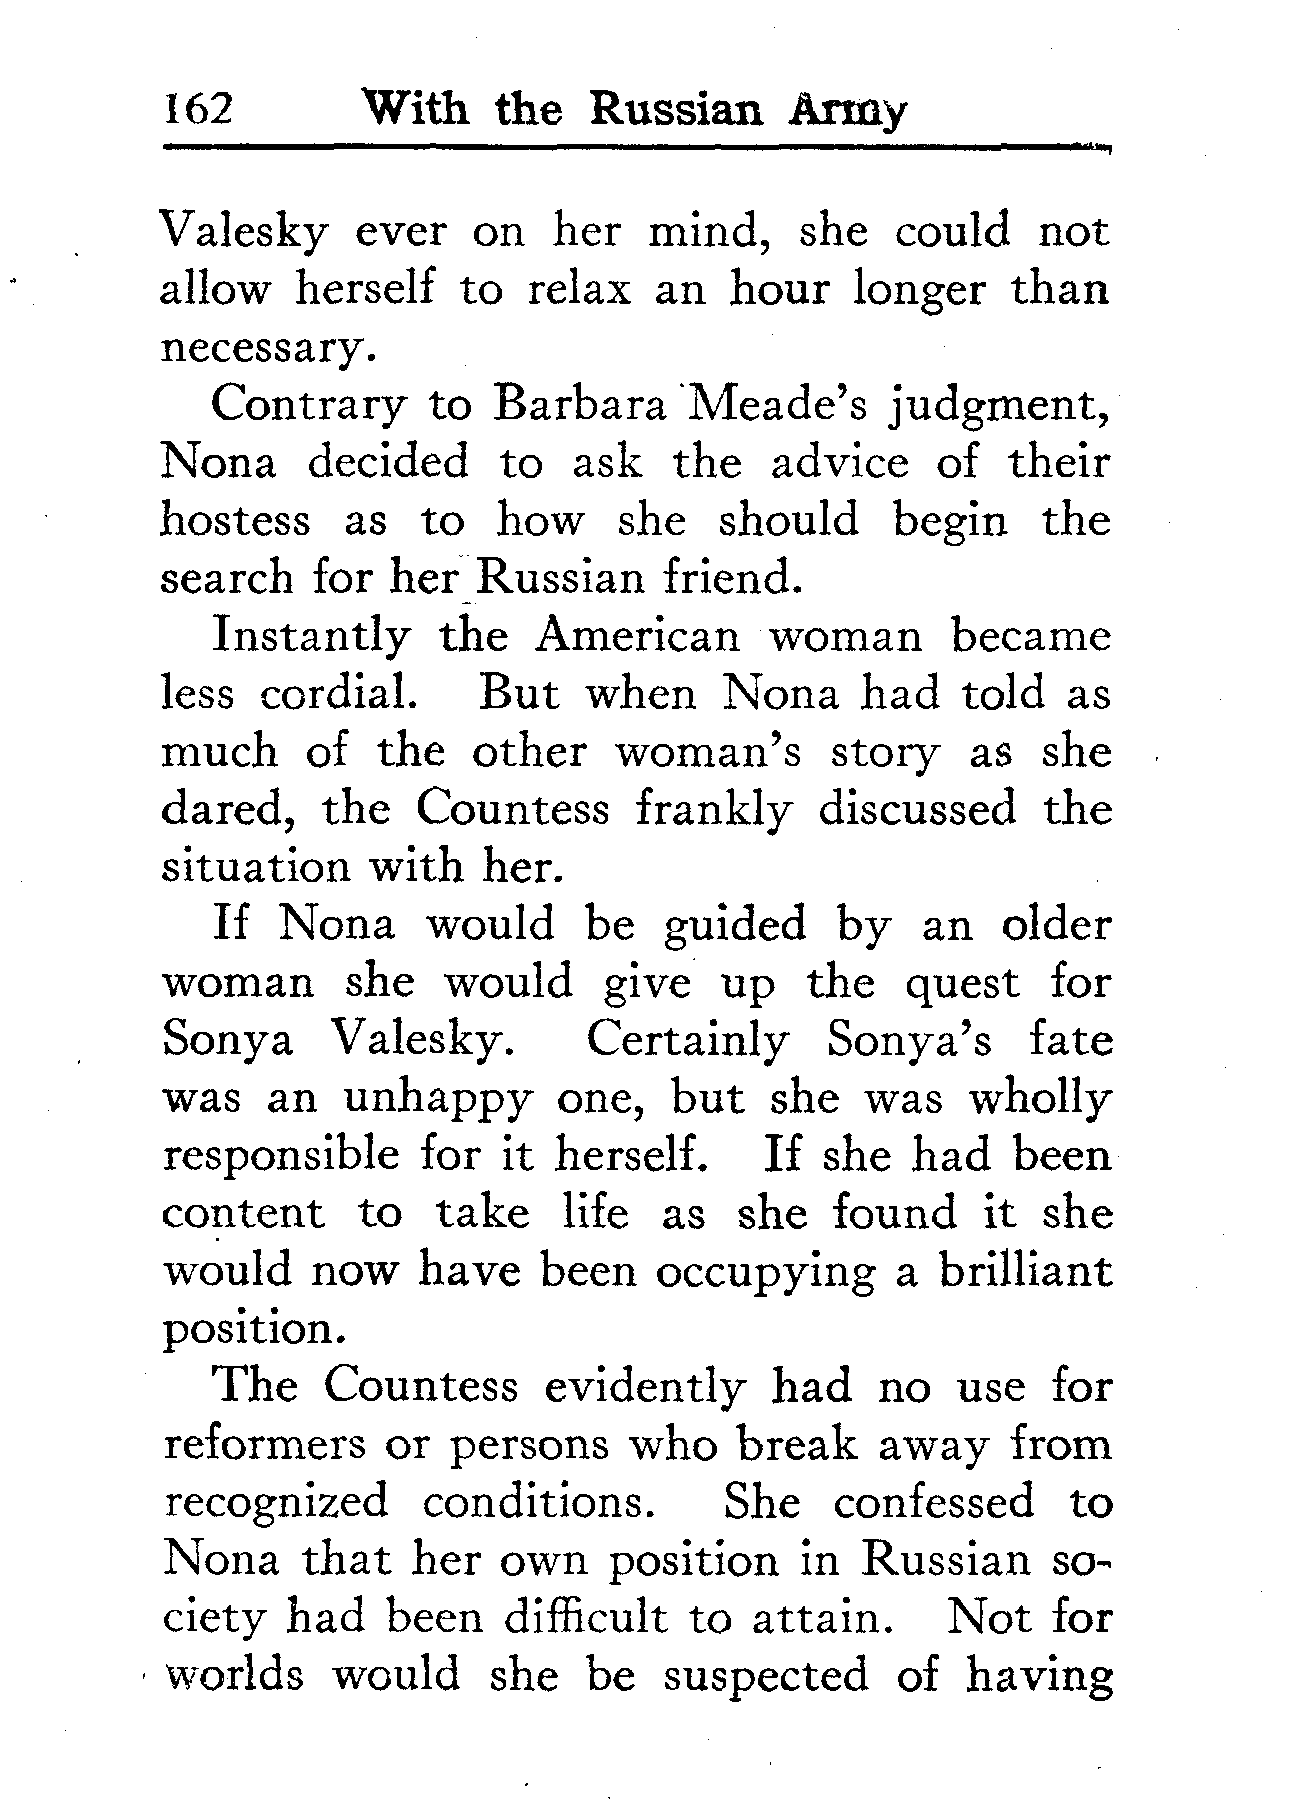 162 With the Russian Army
Valesky ever on her mind, she could not
allow herself to relax an hour longer than
necessary.
Contrary to Barbara Meade's judgment,
Nona decided to ask the advice of their
hostess as to how she should begin the
search for her Russian friend.
Instantly the American woman became
less cordial. But when Nona had told as
much of the other woman's story as she
dared, the Countess frankly discussed the
situation with her.
If Nona would be guided by an older
woman she would give up the quest for
Sonya Valesky. Certainly Sonya's fate
was an unhappy one, but she was wholly
responsible for it herself. If she had been
content to take life as she found it she
would now have been occupying a brilliant
position.
The Countess evidently had no use for
reformers or persons who break away from
recognized conditions. She confessed to
Nona that her own position in Russian so-
ciety had been difficult to attain. Not for
worlds would she be suspected of having